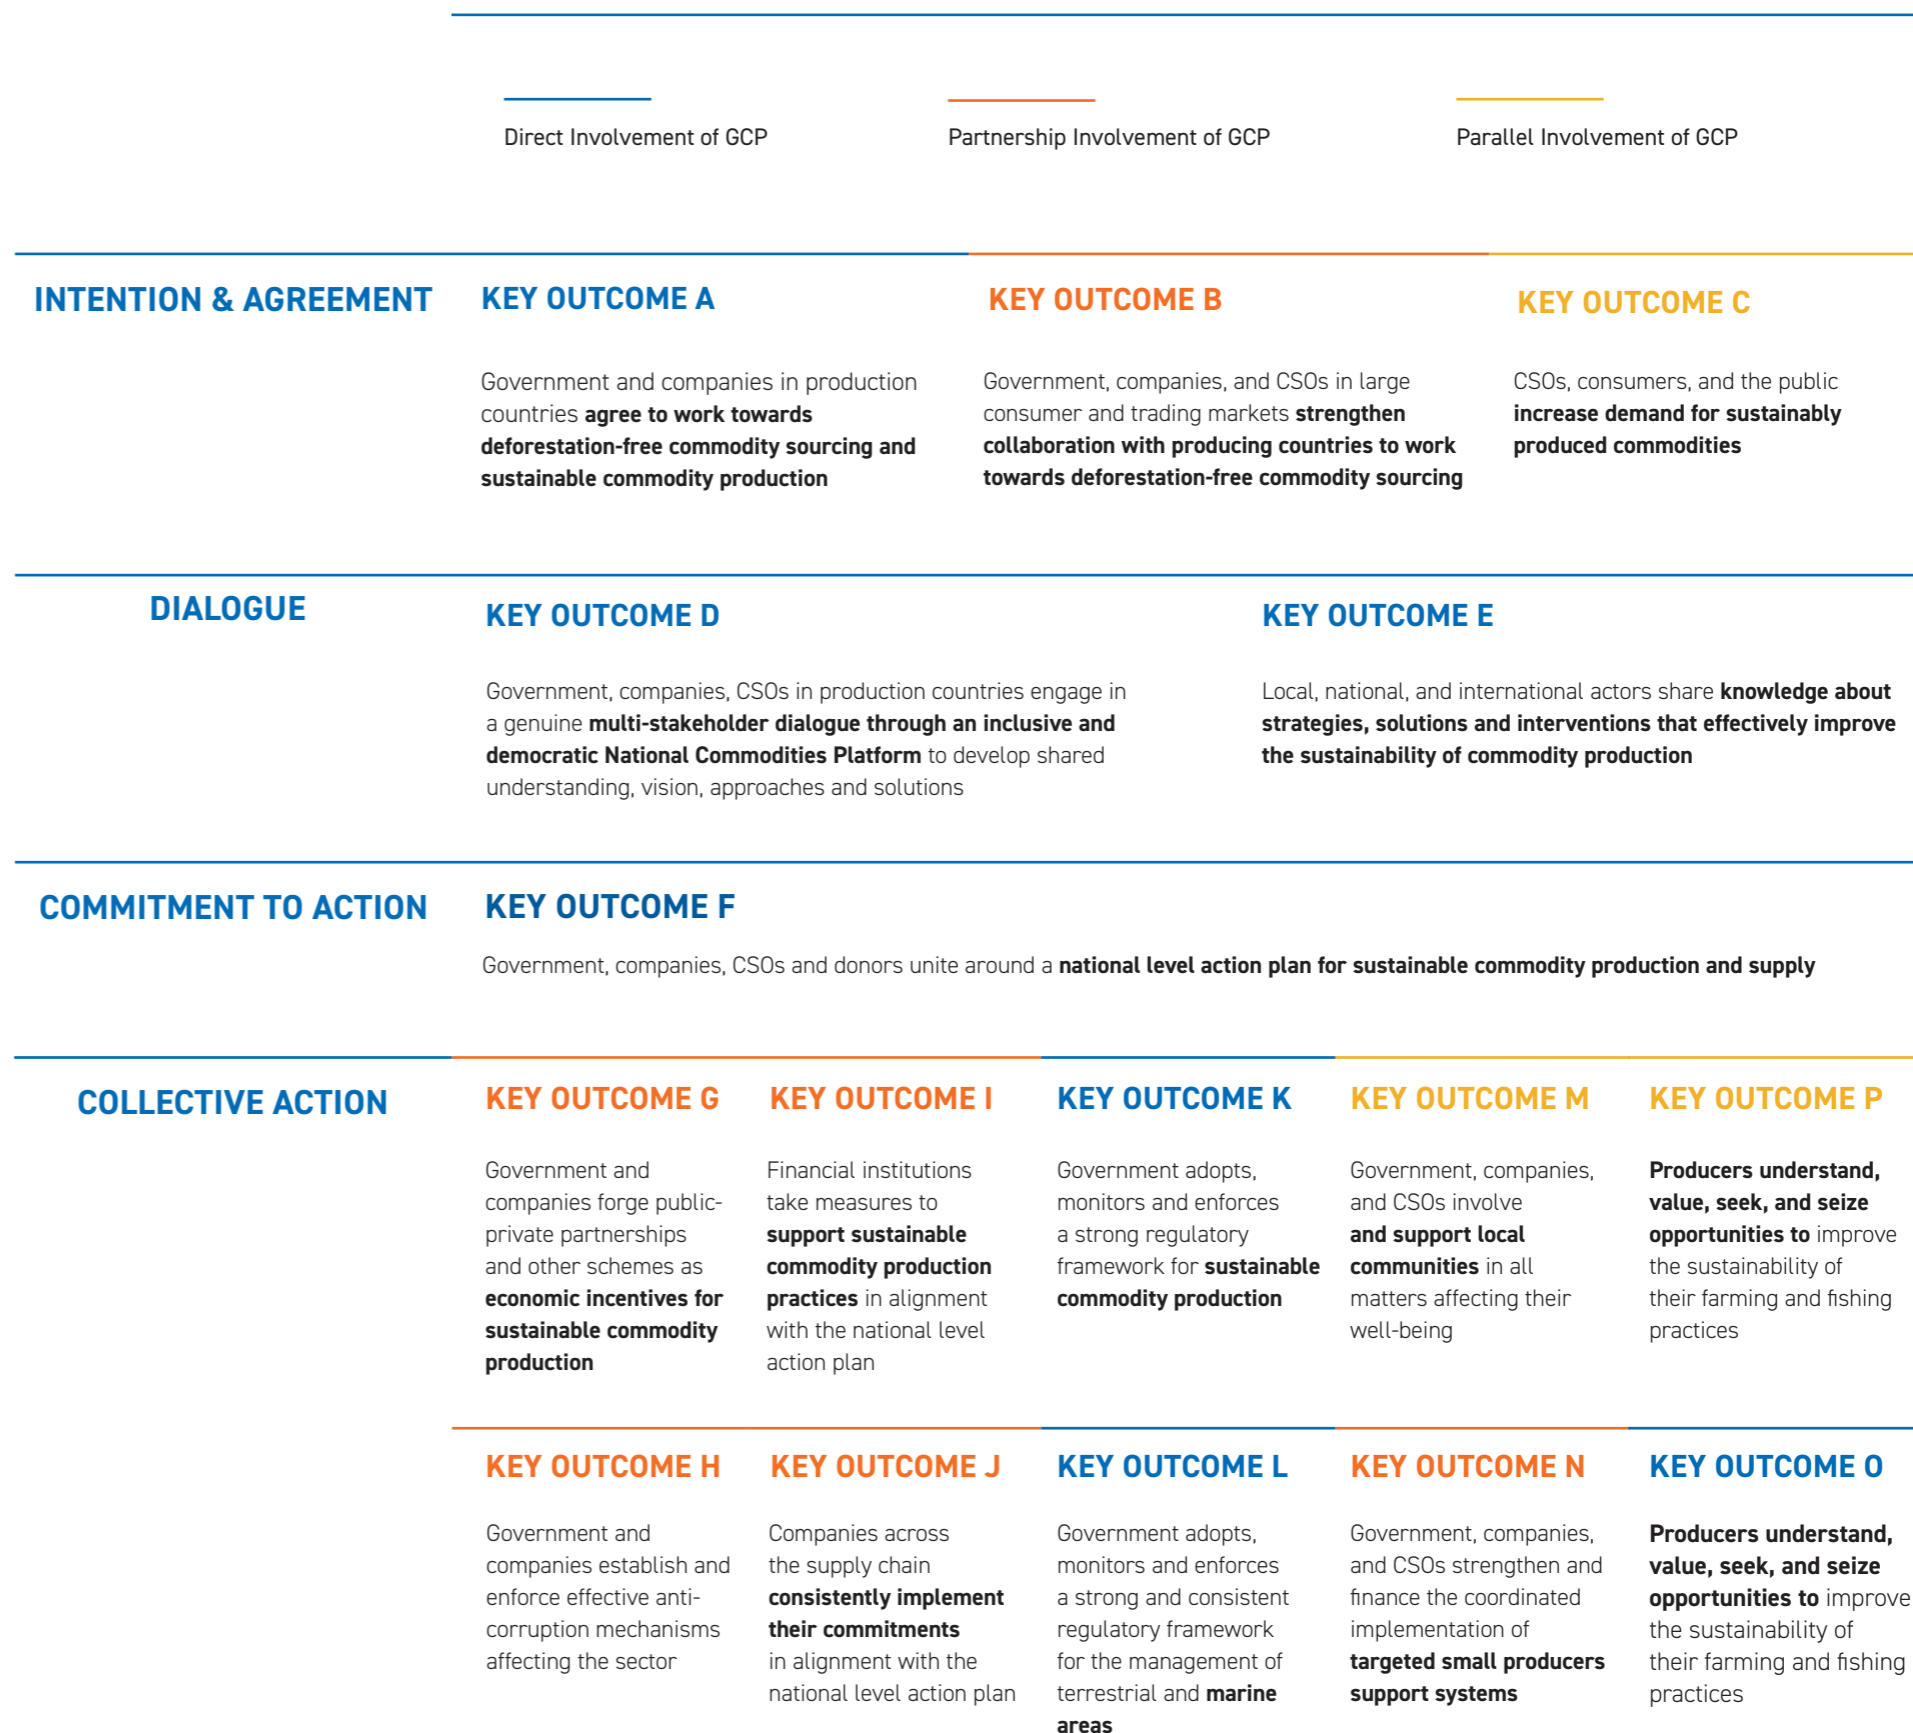 Direct Involvement of GCP
Partnership Involvement of GCP
Parallel Involvement of GCP
INTENTION & AGREEMENT
KEY OUTCOME A
Government and companies in production
countries agree to work towards
deforestation-free commodity sourcing and
sustainable commodity production
KEY OUTCOME B
Government, companies, and CSOs in large
consumer and trading markets strengthen
collaboration with producing countries to work
towards deforestation-free commodity sourcing
KEY OUTCOME C
CSOs, consumers, and the public
increase demand for sustainably
produced commodities
DIALOGUE
KEY OUTCOME D
Government, companies, CSOs in production countries engage in
a genuine multi-stakeholder dialogue through an inclusive and
democratic National Commodities Platform to develop shared
understanding, vision, approaches and solutions
KEY OUTCOME E
Local, national, and international actors share knowledge about
strategies, solutions and interventions that effectively improve
the sustainability of commodity production
COMMITMENT TO ACTION
KEY OUTCOME F
Government, companies, CSOs and donors unite around a national level action plan for sustainable commodity production and supply
COLLECTIVE ACTION
KEY OUTCOME G
Government and
companies forge public-
private partnerships
and other schemes as
economic incentives for
sustainable commodity
production
KEY OUTCOME I
Financial institutions
take measures to
support sustainable
commodity production
practices in alignment
with the national level
action plan
KEY OUTCOME K
Government adopts,
monitors and enforces
a strong regulatory
framework for sustainable
commodity production
KEY OUTCOME M
Government, companies,
and CSOs involve
and support local
communities in all
matters affecting their
well-being
KEY OUTCOME P
Producers understand,
value, seek, and seize
opportunities to improve
the sustainability of
their farming and fishing
practices
KEY OUTCOME H
Government and
companies establish and
enforce effective anti-
corruption mechanisms
affecting the sector
KEY OUTCOME J
Companies across
the supply chain
consistently implement
their commitments
in alignment with the
national level action plan
KEY OUTCOME L
Government adopts,
monitors and enforces
a strong and consistent
regulatory framework
for the management of
terrestrial and marine
areas
KEY OUTCOME N
Government, companies,
and CSOs strengthen and
finance the coordinated
implementation of
targeted small producers
support systems
KEY OUTCOME O
Producers understand,
value, seek, and seize
opportunities to improve
the sustainability of
their farming and fishing
practices